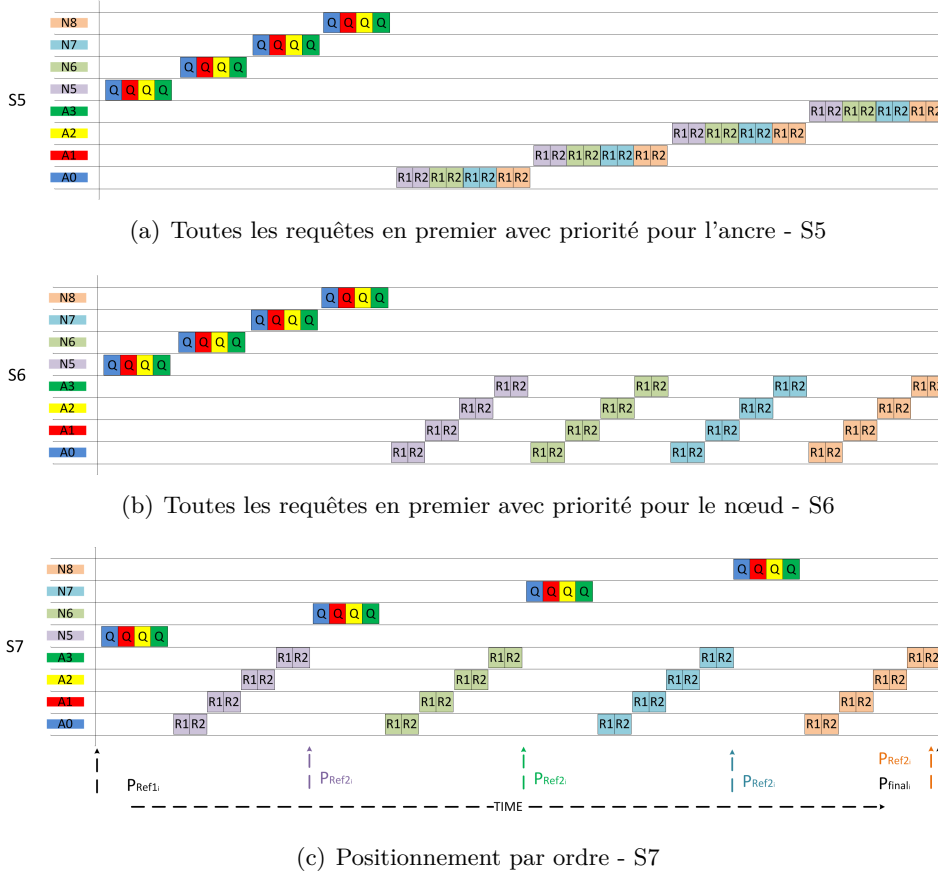 N8 Q Q Q Q
N7 Q Q Q Q
N6 Q Q Q Q
N5 Q Q Q Q
S5
A3 R1 R2 R1 R2 R1 R2 R1 R2
A2 R1 R2 R1 R2 R1 R2 R1 R2
A1 R1 R2 R1 R2 R1 R2 R1 R2
A0 R1 R2 R1 R2 R1 R2 R1 R2
(a) Toutes les requêtes en premier avec priorité pour l'ancre - S5
N8 Q Q Q Q
N7 Q Q Q Q
N6 Q Q Q Q
N5 Q Q Q Q
S6
A3 R1 R2 R1 R2 R1 R2 R1 R2
A2 R1 R2 R1 R2 R1 R2 R1 R2
A1 R1 R2 R1 R2 R1 R2 R1 R2
A0 R1 R2 R1 R2 R1 R2 R1 R2
(b) Toutes les requêtes en premier avec priorité pour le nœud - S6
N8 Q Q Q Q
N7 Q Q Q Q
N6 Q Q Q Q
N5 Q Q Q Q
S7
A3 R1 R2 R1 R2 R1 R2 R1 R2
A2 R1 R2 R1 R2 R1 R2 R1 R2
A1 R1 R2 R1 R2 R1 R2 R1 R2
A0 R1 R2 R1 R2 R1 R2 R1 R2
PRef1i PRef2i PRef2i PRef2i PRef2i
Pfinali
TIME
(c) Positionnement par ordre - S7